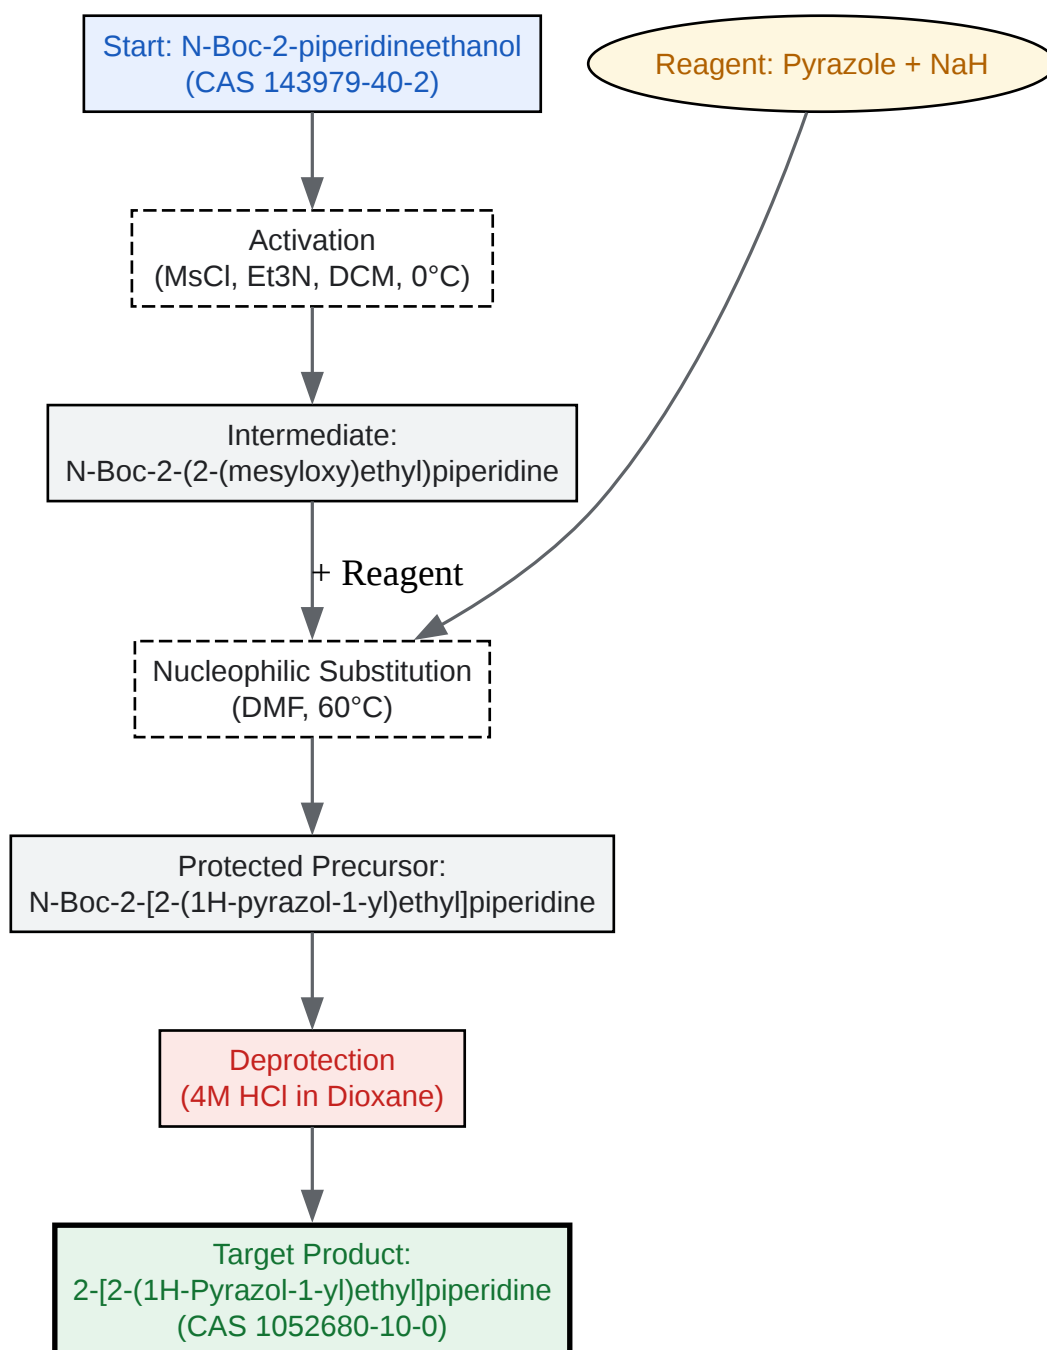 Start: N-Boc-2-piperidineethanol
(CAS 143979-40-2)
Reagent: Pyrazole + NaH
Activation
(MsCl, Et3N, DCM, 0°C)
Intermediate:
N-Boc-2-(2-(mesyloxy)ethyl)piperidine
+ Reagent
Nucleophilic Substitution
(DMF, 60°C)
Protected Precursor:
N-Boc-2-[2-(1H-pyrazol-1-yl)ethyl]piperidine
Deprotection
(4M HCl in Dioxane)
Target Product:
2-[2-(1H-Pyrazol-1-yl)ethyl]piperidine
(CAS 1052680-10-0)